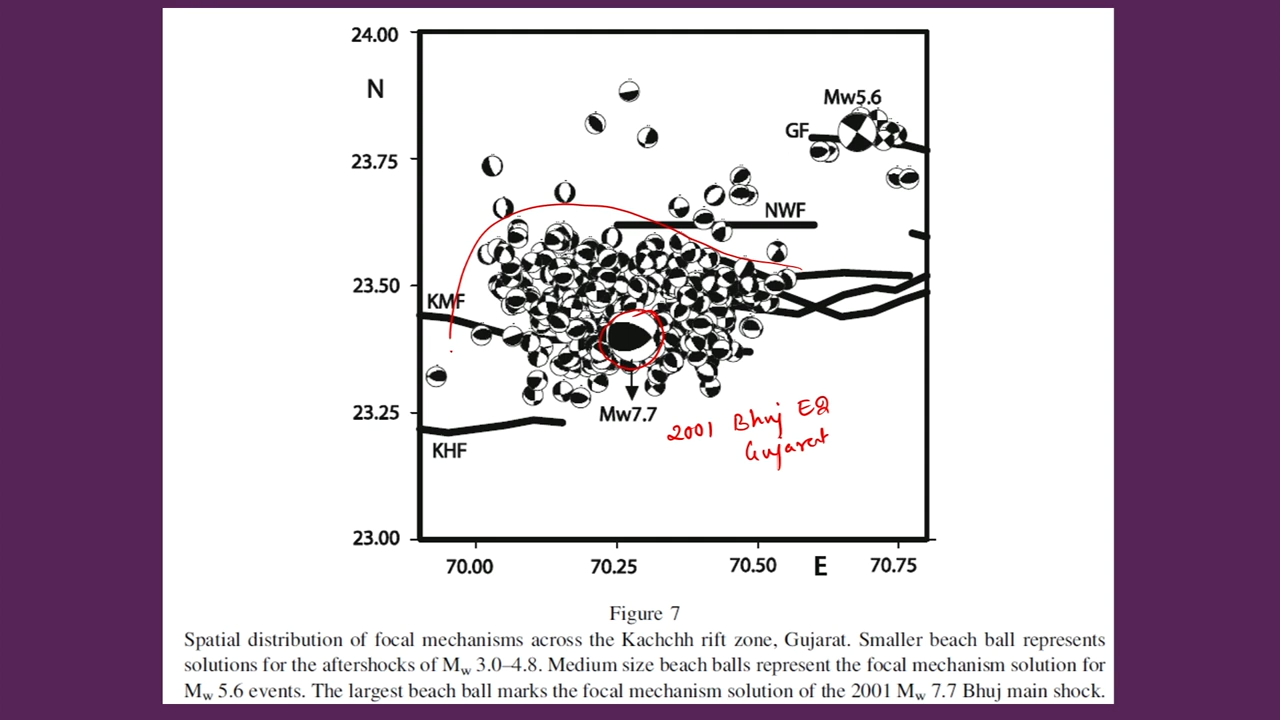 24.00
N
Mw5.6
GF
23.75
NWF
23.50
KMF
Mw7.7
2001 Bhuj EQ
Gujarat
23.25
KHF
23.00
70.00 70.25 70.50 E 70.75
Figure 7
Spatial distribution of focal mechanisms across the Kachchh rift zone, Gujarat. Smaller beach ball represents
solutions for the aftershocks of Mw 3.0–4.8. Medium size beach balls represent the focal mechanism solution for
Mw 5.6 events. The largest beach ball marks the focal mechanism solution of the 2001 Mw 7.7 Bhuj main shock.